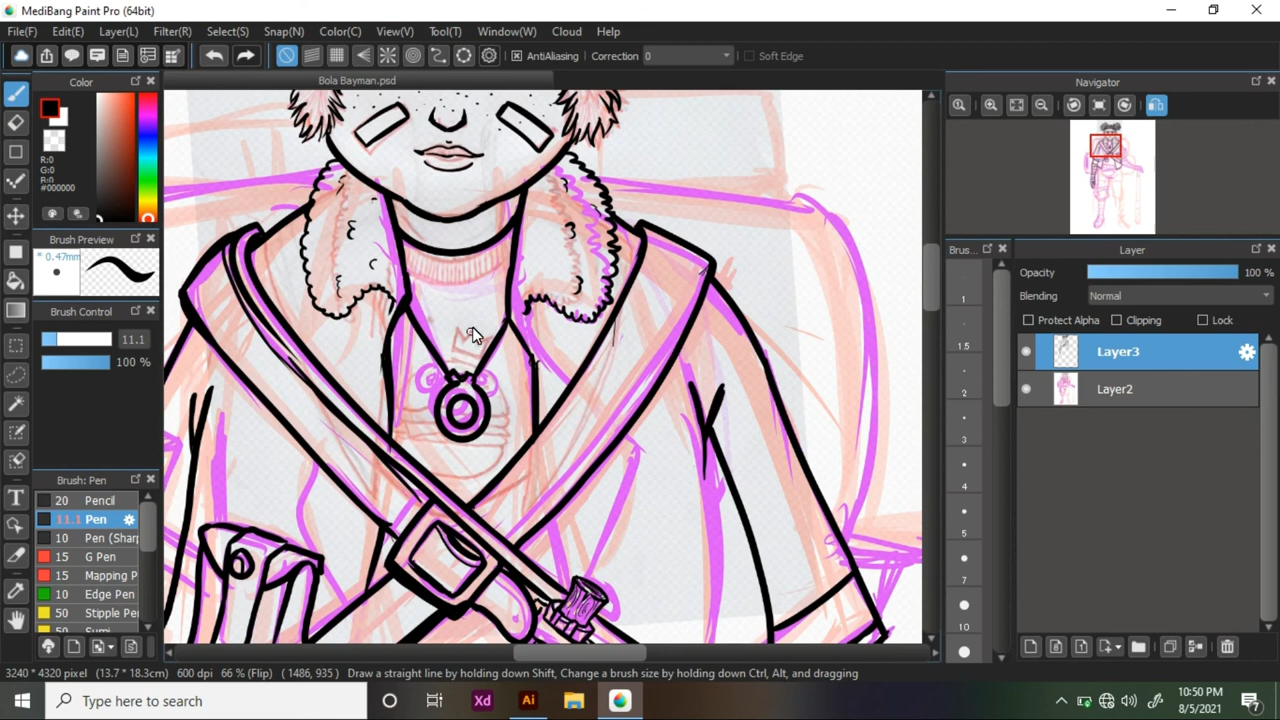 MediBang Paint Pro (64bit)
File(F) Edit(E) Layer(L) Filter(R) Select(S) Snap(N) Color(C) View(V) Tool(T) Window(W) Cloud Help
AntiAliasing Correction 0 Soft Edge
Color
Bola Bayman.psd
Navigator
R:0
G:0
B:0
#000000
Brush Preview
* 0.47mm
Brush Control
11.1
100 %
Brush: Pen
20 Pencil
11.1 Pen
10 Pen (Shar
15 G Pen
15 Mapping P
10 Edge Pen
50 Stipple Pe
50 Sumi
Brus...
1
1.5
2
3
4
5
7
10
Layer
Opacity 100 %
Blending Normal
Protect Alpha Clipping Lock
Layer3
Layer2
3240 * 4320 pixel (13.7 * 18.3cm) 600 dpi 66 % (Flip) ( 1486, 935 ) Draw a straight line by holding down Shift, Change a brush size by holding down Ctrl, Alt, and dragging
Type here to search
Xd
Ai
10:50 PM
8/5/2021
7